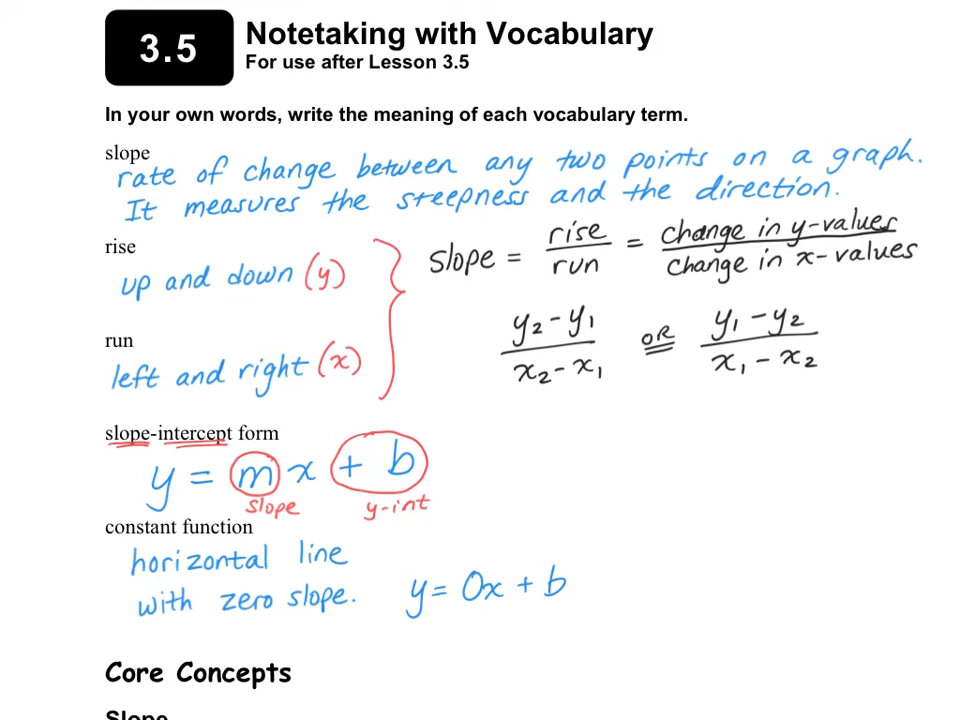 3.5
Notetaking with Vocabulary
For use after Lesson 3.5
In your own words, write the meaning of each vocabulary term.
slope
rate of change between any two points on a graph.
It measures the steepness and the direction.
rise
up and down (y)
slope = rise/run = change in y-values/change in x-values
run
left and right (x)
y₂ - y₁/x₂ - x₁ OR y₁ - y₂/x₁ - x₂
slope-intercept form
y = mx + b
slope y-int
constant function
horizontal line
with zero slope. y = 0x + b
Core Concepts
Slope